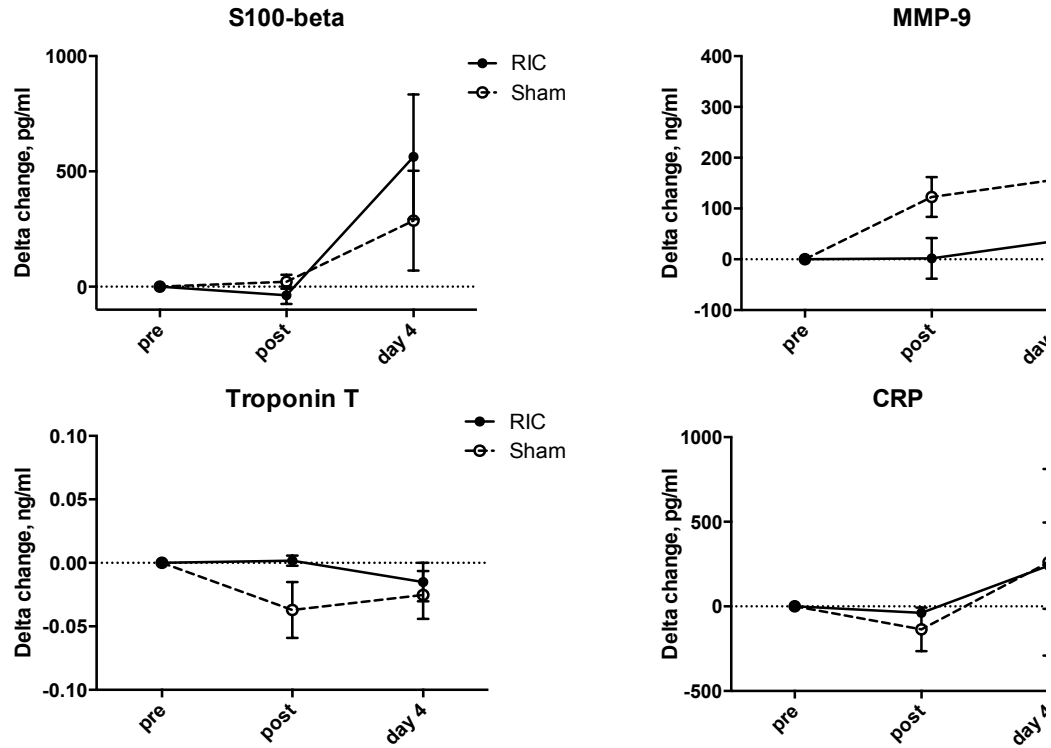 S100-beta
Delta change, pg/ml
1000
500
0
pre
post
day 4
RIC
Sham
MMP-9
Delta change, ng/ml
400
300
200
100
0
-100
pre
post
day
Troponin T
Delta change, ng/ml
0.10
0.05
0.00
-0.05
-0.10
pre
post
day 4
RIC
Sham
CRP
Delta change, pg/ml
1000
500
0
-500
pre
post
day 4